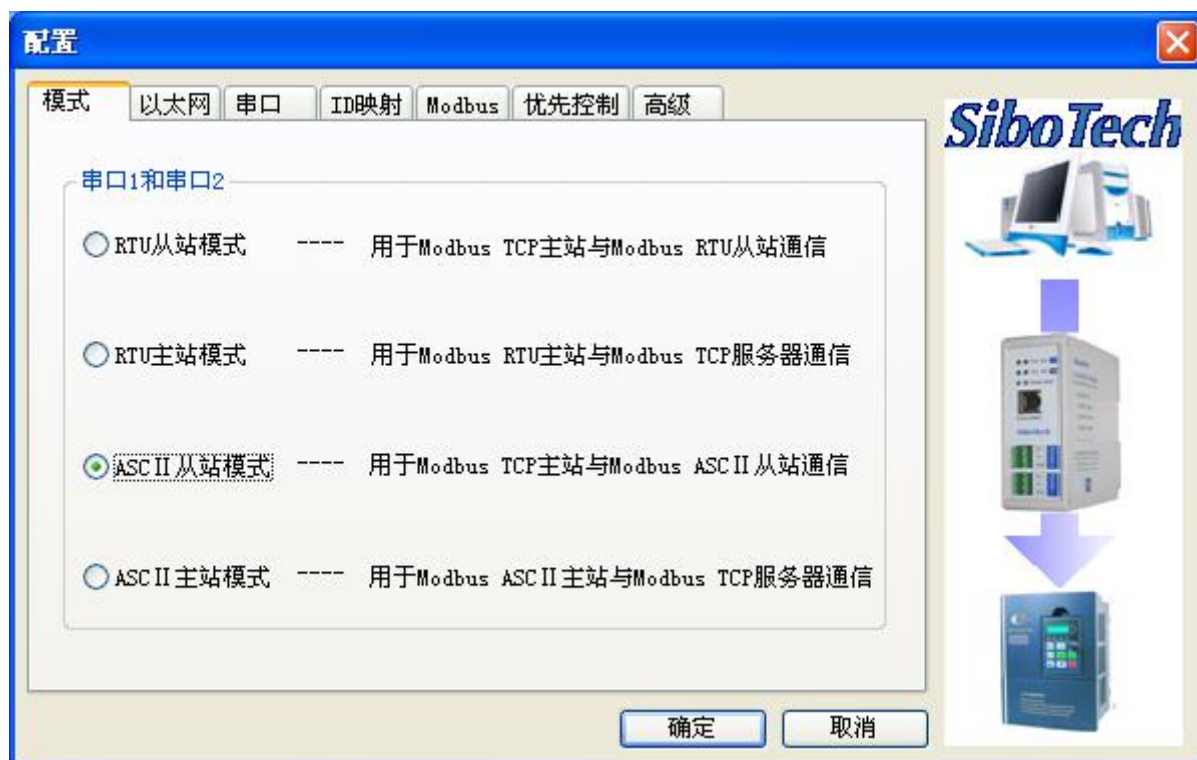 配置
模式 以太网 串口 ID映射 Modbus 优先控制 高级
SiboTech
串口1和串口2
RTU从站模式 ---- 用于Modbus TCP主站与Modbus RTU从站通信
RTU主站模式 ---- 用于Modbus RTU主站与Modbus TCP服务器通信
ASCⅡ从站模式 ---- 用于Modbus TCP主站与Modbus ASCⅡ从站通信
ASCⅡ主站模式 ---- 用于Modbus ASCⅡ主站与Modbus TCP服务器通信
确定 取消